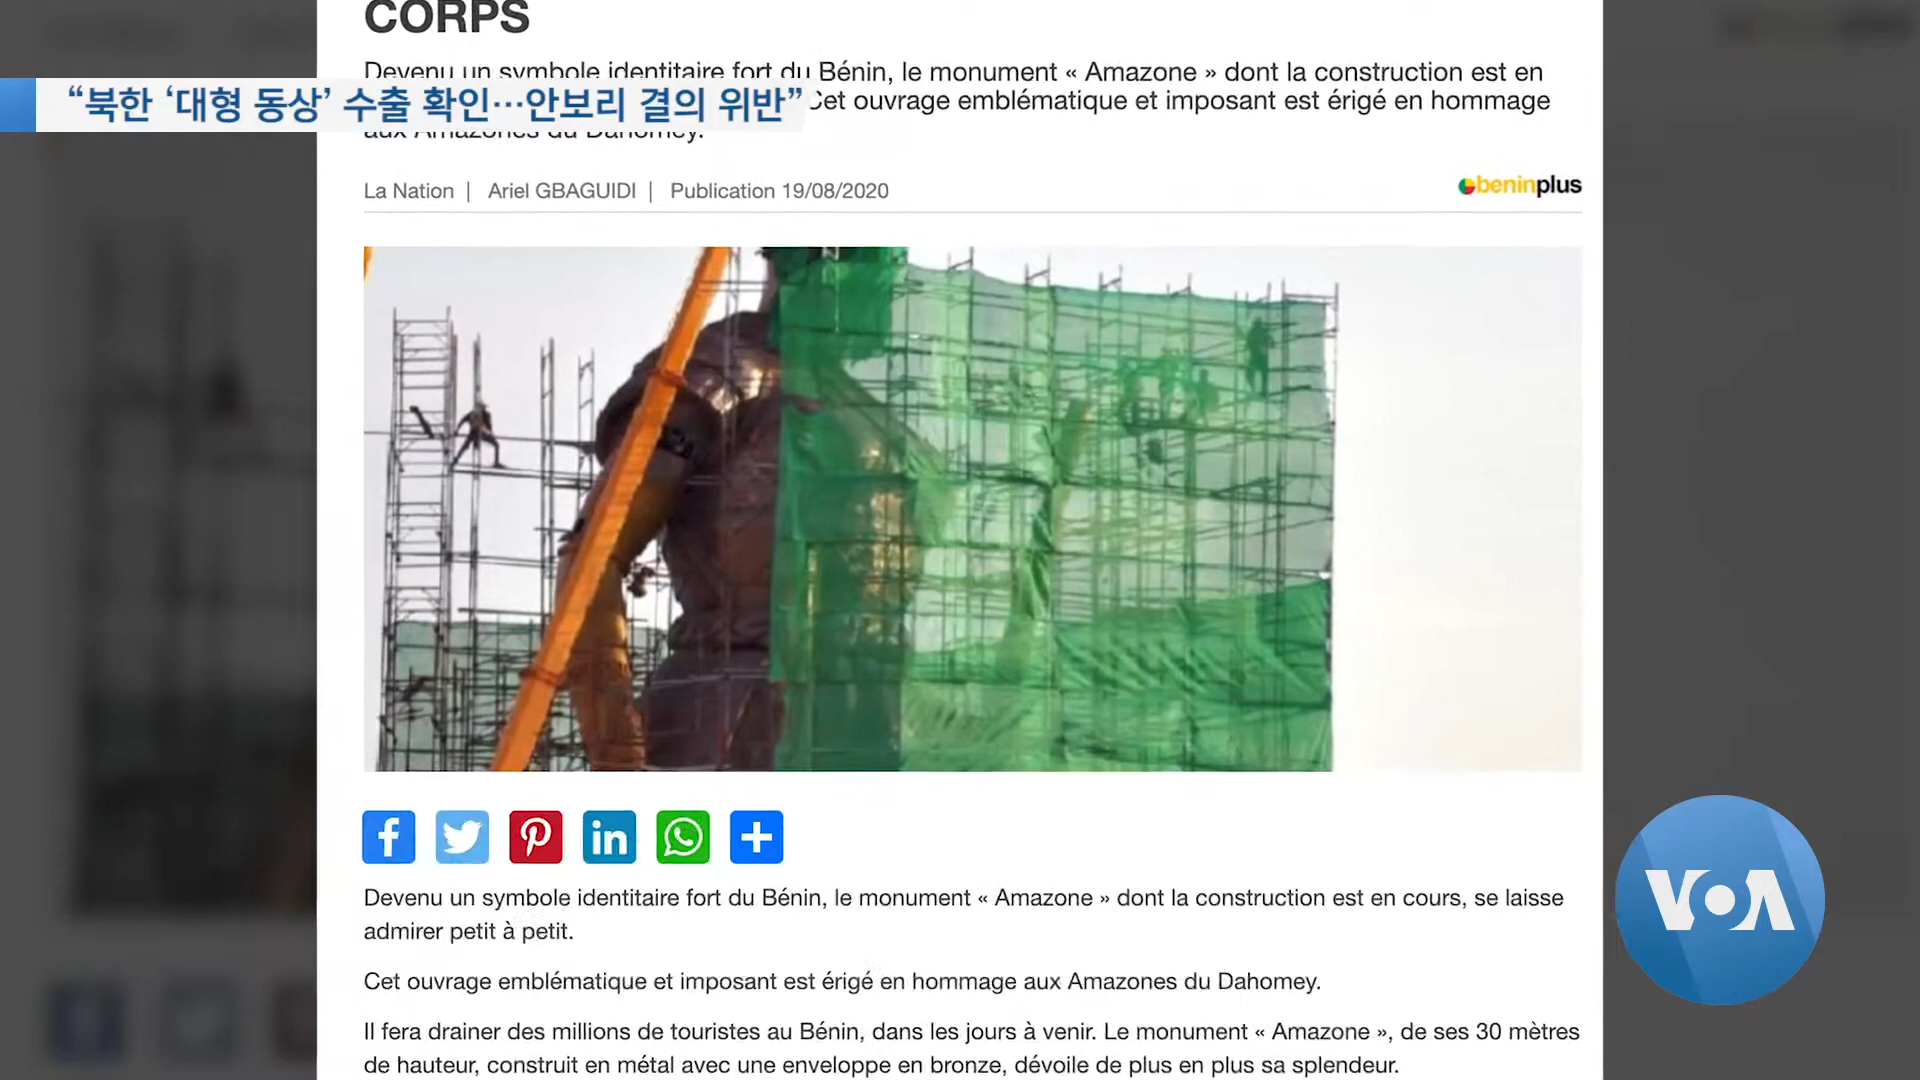 CORPS
Devenu un symbole identitaire fort du Bénin, le monument « Amazone » dont la construction est en
“북한 ‘대형 동상’ 수출 확인…안보리 결의 위반”
Cet ouvrage emblématique et imposant est érigé en hommage
aux Amazones du Dahomey.
La Nation | Ariel GBAGUIDI | Publication 19/08/2020
beninplus
Devenu un symbole identitaire fort du Bénin, le monument « Amazone » dont la construction est en cours, se laisse
admirer petit à petit.
Cet ouvrage emblématique et imposant est érigé en hommage aux Amazones du Dahomey.
Il fera drainer des millions de touristes au Bénin, dans les jours à venir. Le monument « Amazone », de ses 30 mètres
de hauteur, construit en métal avec une enveloppe en bronze, dévoile de plus en plus sa splendeur.
VOA